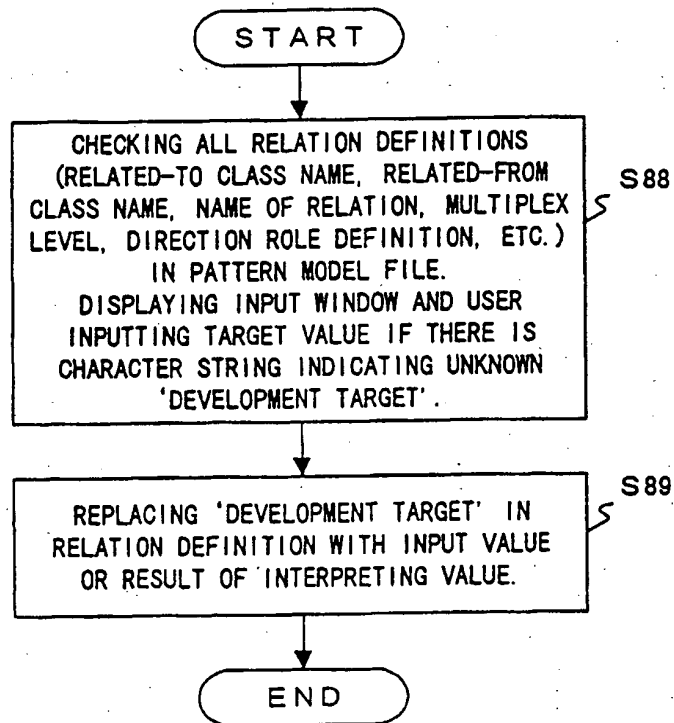 START
CHECKING ALL RELATION DEFINITIONS
(RELATED-TO CLASS NAME, RELATED-FROM
CLASS NAME, NAME OF RELATION, MULTIPLEX
LEVEL, DIRECTION ROLE DEFINITION, ETC.)
IN PATTERN MODEL FILE.
DISPLAYING INPUT WINDOW AND USER
INPUTTING TARGET VALUE IF THERE IS
CHARACTER STRING INDICATING UNKNOWN
'DEVELOPMENT TARGET'.
S88
REPLACING 'DEVELOPMENT TARGET' IN
RELATION DEFINITION WITH INPUT VALUE
OR RESULT OF INTERPRETING VALUE.
S89
END